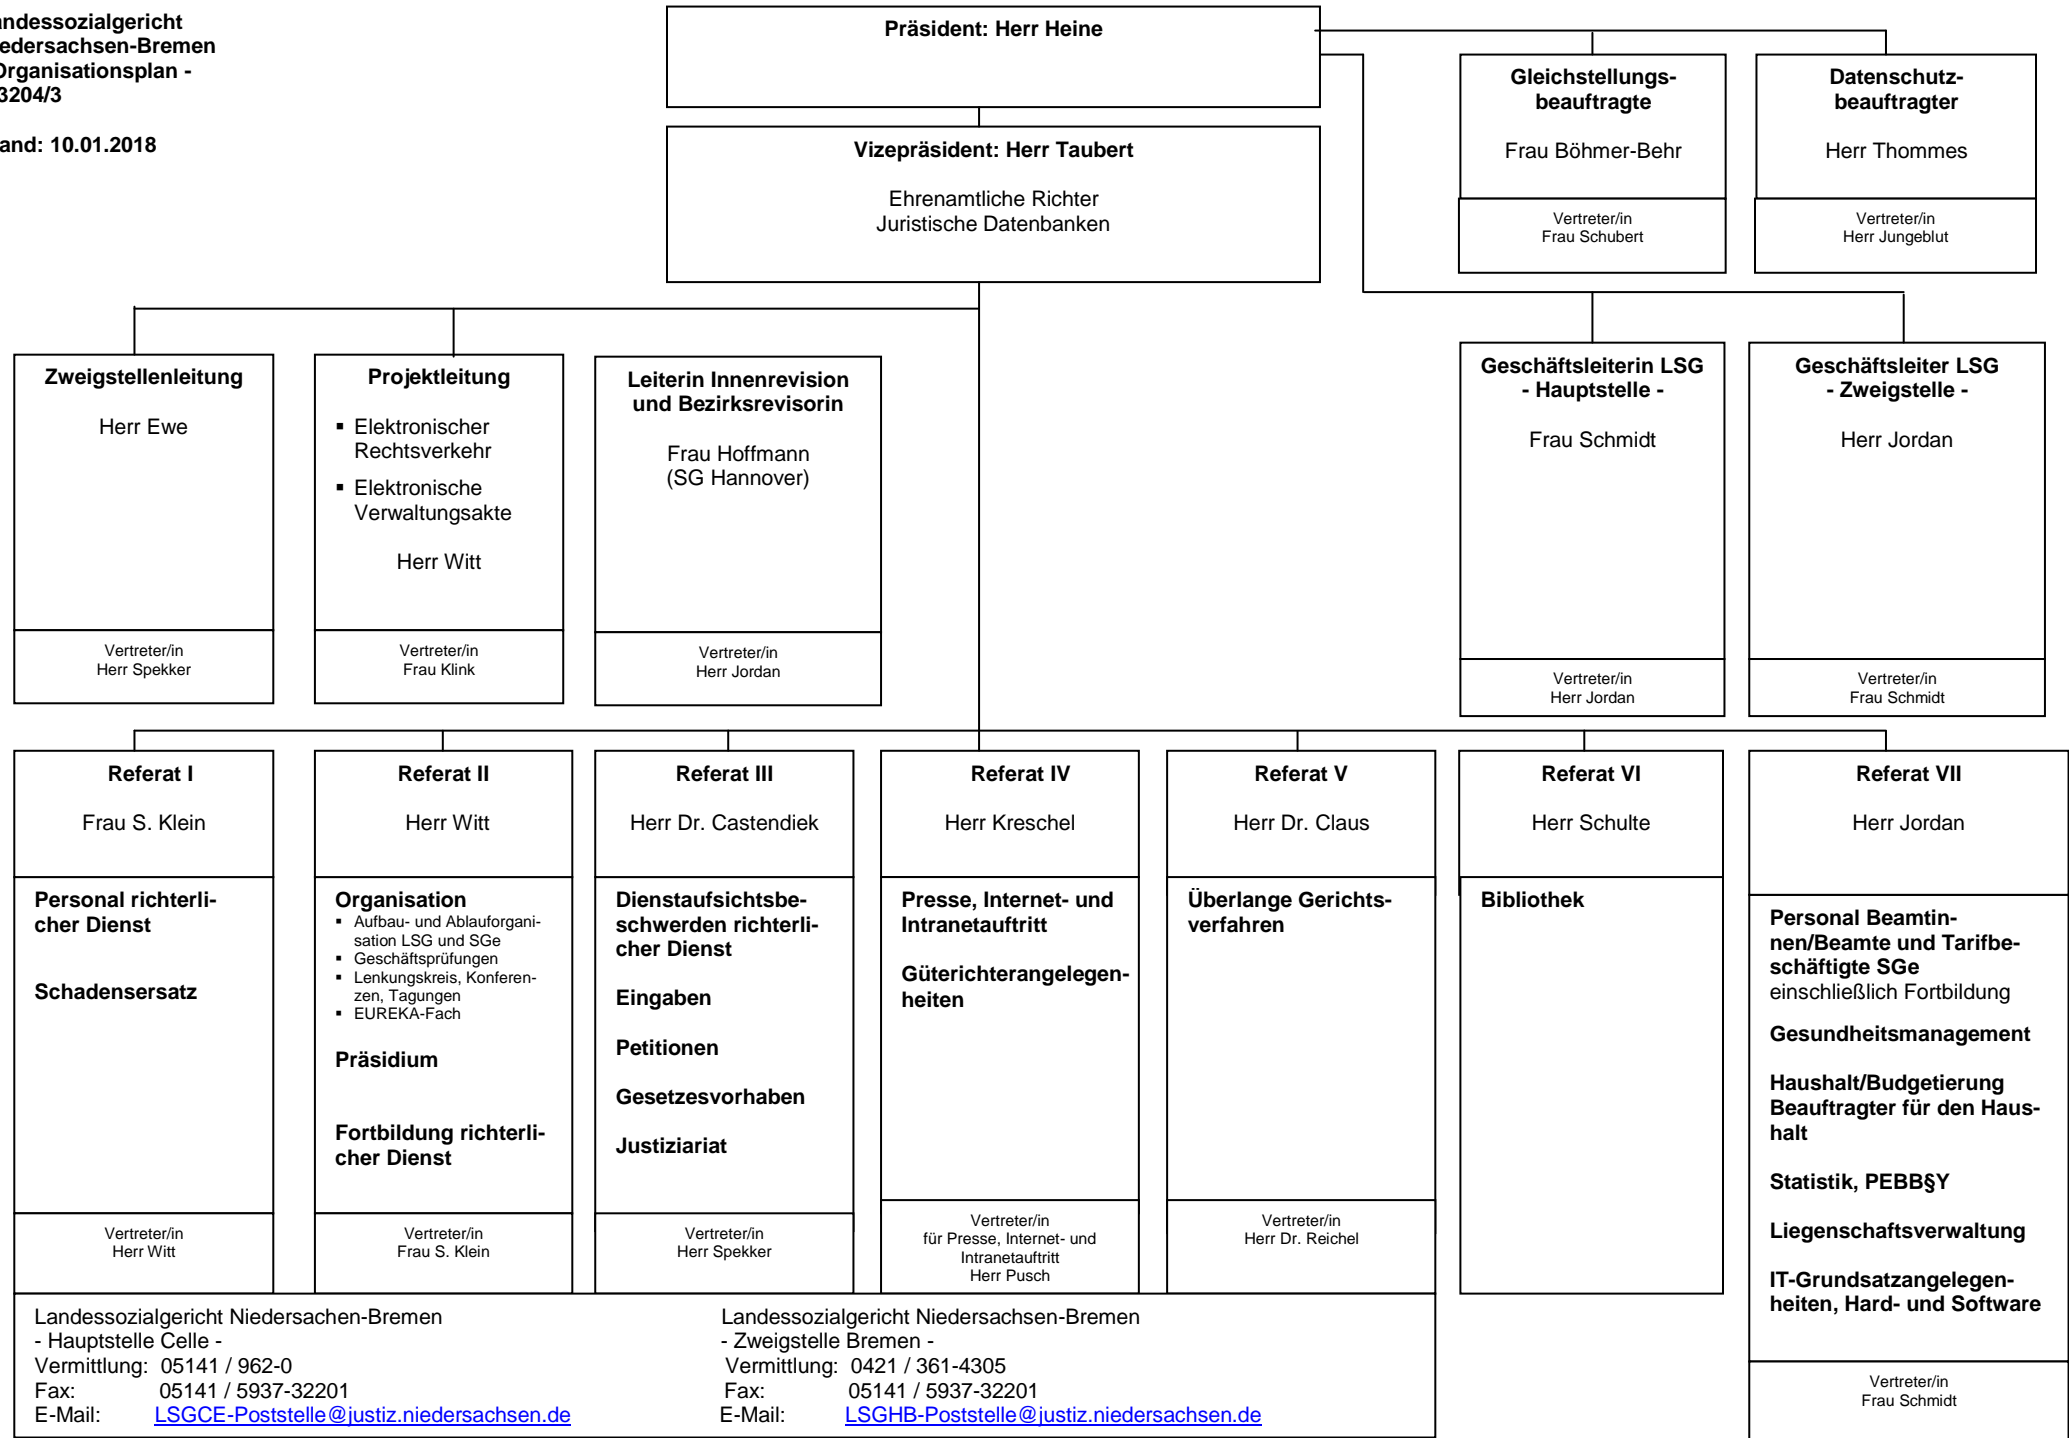 andessozialgericht
iedersachsen-Bremen
Organisationsplan -
3204/3
and: 10.01.2018
Präsident: Herr Heine
Vizepräsident: Herr Taubert
Ehrenamtliche Richter
Juristische Datenbanken
Gleichstellungs-
beauftragte
Frau Böhmer-Behr
Vertreter/in
Frau Schubert
Datenschutz-
beauftragter
Herr Thommes
Vertreter/in
Herr Jungeblut
Zweigstellenleitung
Herr Ewe
Vertreter/in
Herr Spekker
Projektleitung
▪ Elektronischer
Rechtsverkehr
▪ Elektronische
Verwaltungsakte
Herr Witt
Vertreter/in
Frau Klink
Leiterin Innenrevision
und Bezirksrevisorin
Frau Hoffmann
(SG Hannover)
Vertreter/in
Herr Jordan
Geschäftsleiterin LSG
- Hauptstelle -
Frau Schmidt
Vertreter/in
Herr Jordan
Geschäftsleiter LSG
- Zweigstelle -
Herr Jordan
Vertreter/in
Frau Schmidt
Referat I
Frau S. Klein
Personal richterli-
cher Dienst
Schadensersatz
Vertreter/in
Herr Witt
Referat II
Herr Witt
Organisation
▪ Aufbau- und Ablauforgani-
sation LSG und SGe
▪ Geschäftsprüfungen
▪ Lenkungskreis, Konferen-
zen, Tagungen
▪ EUREKA-Fach
Präsidium
Fortbildung richterli-
cher Dienst
Vertreter/in
Frau S. Klein
Referat III
Herr Dr. Castendiek
Dienstaufsichtsbe-
schwerden richterli-
cher Dienst
Eingaben
Petitionen
Gesetzesvorhaben
Justiziariat
Vertreter/in
Herr Spekker
Referat IV
Herr Kreschel
Presse, Internet- und
Intranetauftritt
Güterichterangelegen-
heiten
Vertreter/in
für Presse, Internet- und
Intranetauftritt
Herr Pusch
Referat V
Herr Dr. Claus
Überlange Gerichts-
verfahren
Vertreter/in
Herr Dr. Reichel
Referat VI
Herr Schulte
Bibliothek
Referat VII
Herr Jordan
Personal Beamtin-
nen/Beamte und Tarifbe-
schäftigte SGe
einschließlich Fortbildung
Gesundheitsmanagement
Haushalt/Budgetierung
Beauftragter für den Haus-
halt
Statistik, PEBB§Y
Liegenschaftsverwaltung
IT-Grundsatzangelegen-
heiten, Hard- und Software
Vertreter/in
Frau Schmidt
Landessozialgericht Niedersachen-Bremen
- Hauptstelle Celle -
Vermittlung: 05141 / 962-0
Fax: 05141 / 5937-32201
E-Mail: LSGCE-Poststelle@justiz.niedersachsen.de
Landessozialgericht Niedersachsen-Bremen
- Zweigstelle Bremen -
Vermittlung: 0421 / 361-4305
Fax: 05141 / 5937-32201
E-Mail: LSGHB-Poststelle@justiz.niedersachsen.de